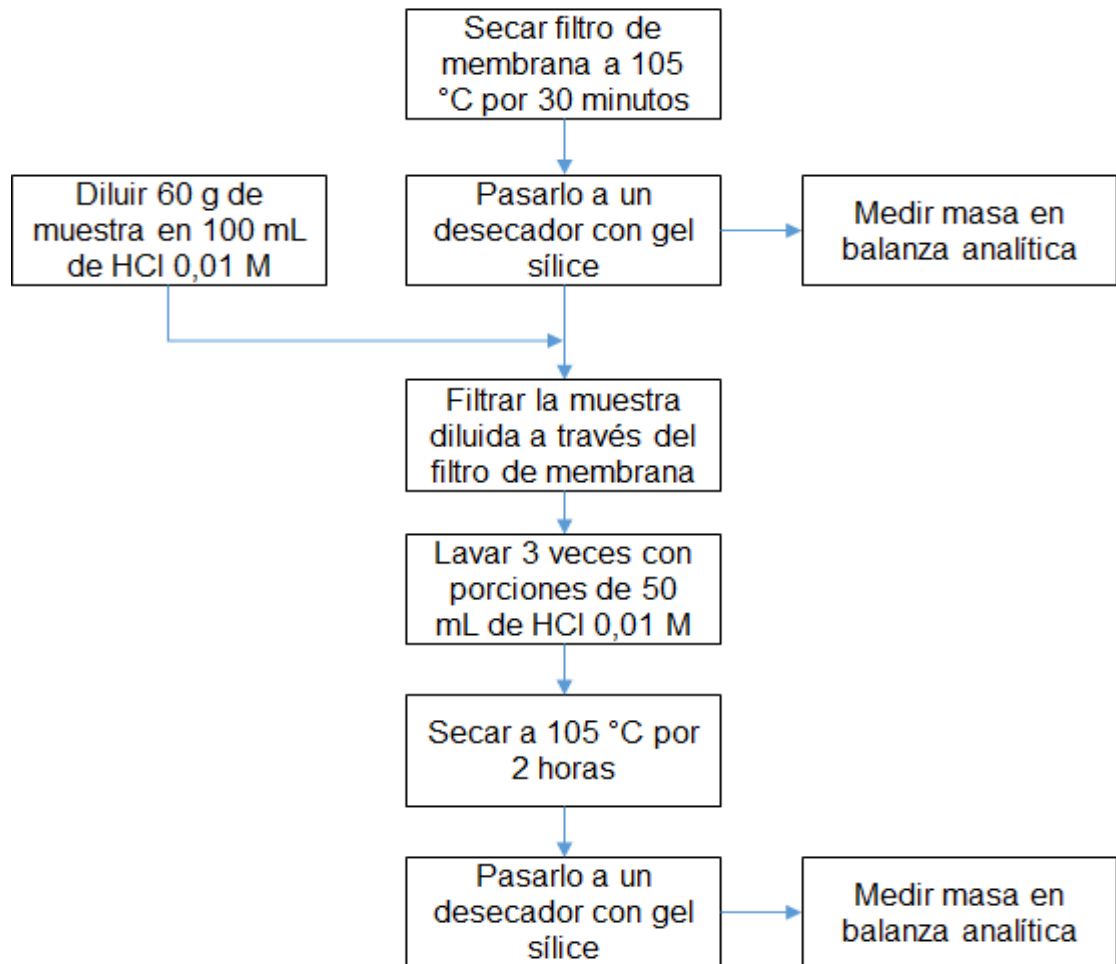 Secar filtro de
membrana a 105
°C por 30 minutos
Diluir 60 g de
muestra en 100 mL
de HCl 0,01 M
Pasarlo a un
desecador con gel
sílice
Medir masa en
balanza analítica
Filtrar la muestra
diluida a través del
filtro de membrana
Lavar 3 veces con
porciones de 50
mL de HCl 0,01 M
Secar a 105 °C por
2 horas
Pasarlo a un
desecador con gel
sílice
Medir masa en
balanza analítica